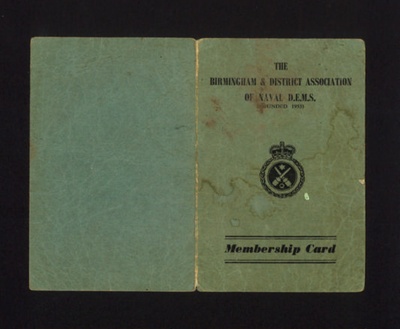 THE
BIRMINGHAM & DISTRICT ASSOCIATION
OF NAVAL D.E.M.S.
Membership Card